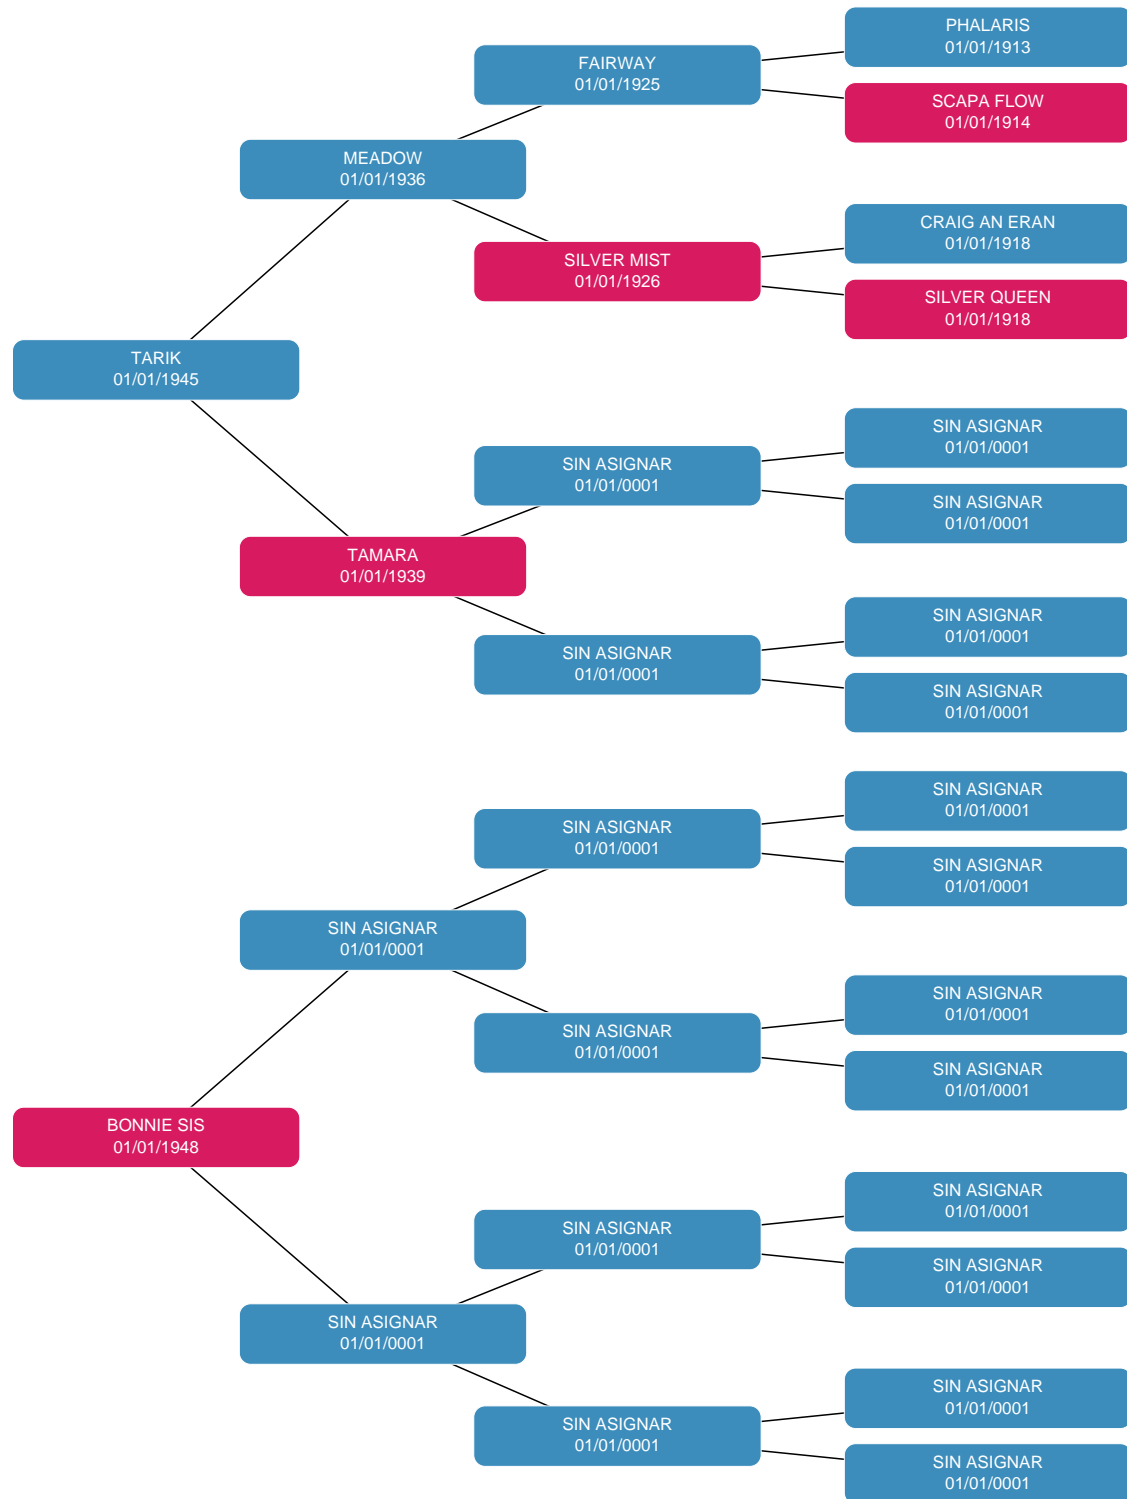 PHALARIS
01/01/1913
FAIRWAY
01/01/1925
SCAPA FLOW
01/01/1914
MEADOW
01/01/1936
CRAIG AN ERAN
01/01/1918
SILVER MIST
01/01/1926
SILVER QUEEN
01/01/1918
TARIK
01/01/1945
SIN ASIGNAR
01/01/0001
SIN ASIGNAR
01/01/0001
SIN ASIGNAR
01/01/0001
TAMARA
01/01/1939
SIN ASIGNAR
01/01/0001
SIN ASIGNAR
01/01/0001
SIN ASIGNAR
01/01/0001
SIN ASIGNAR
01/01/0001
SIN ASIGNAR
01/01/0001
SIN ASIGNAR
01/01/0001
SIN ASIGNAR
01/01/0001
SIN ASIGNAR
01/01/0001
SIN ASIGNAR
01/01/0001
SIN ASIGNAR
01/01/0001
BONNIE SIS
01/01/1948
SIN ASIGNAR
01/01/0001
SIN ASIGNAR
01/01/0001
SIN ASIGNAR
01/01/0001
SIN ASIGNAR
01/01/0001
SIN ASIGNAR
01/01/0001
SIN ASIGNAR
01/01/0001
SIN ASIGNAR
01/01/0001